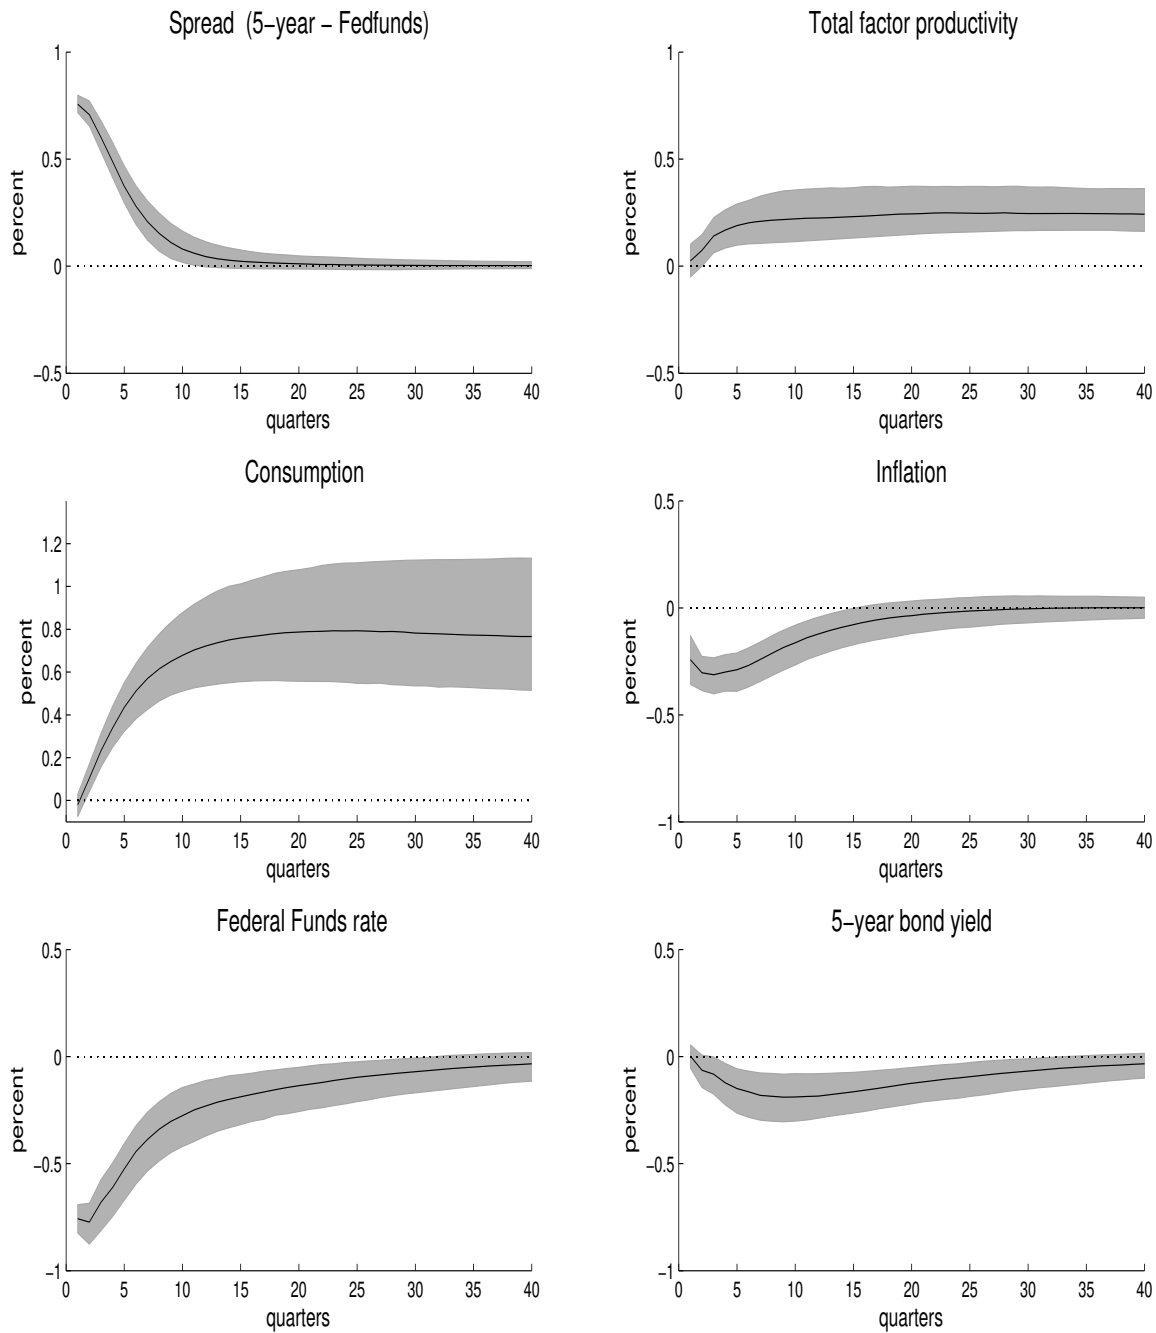 Spread (5−year − Fedfunds)
1
0.5
0
−0.5
percent
0 5 10 15 20 25 30 35 40
quarters
Total factor productivity
1
0.5
0
−0.5
percent
0 5 10 15 20 25 30 35 40
quarters
Consumption
1.2
1
0.8
0.6
0.4
0.2
0
percent
0 5 10 15 20 25 30 35 40
quarters
Inflation
0.5
0
−0.5
−1
percent
0 5 10 15 20 25 30 35 40
quarters
Federal Funds rate
0.5
0
−0.5
−1
percent
0 5 10 15 20 25 30 35 40
quarters
5−year bond yield
0.5
0
−0.5
−1
percent
0 5 10 15 20 25 30 35 40
quarters